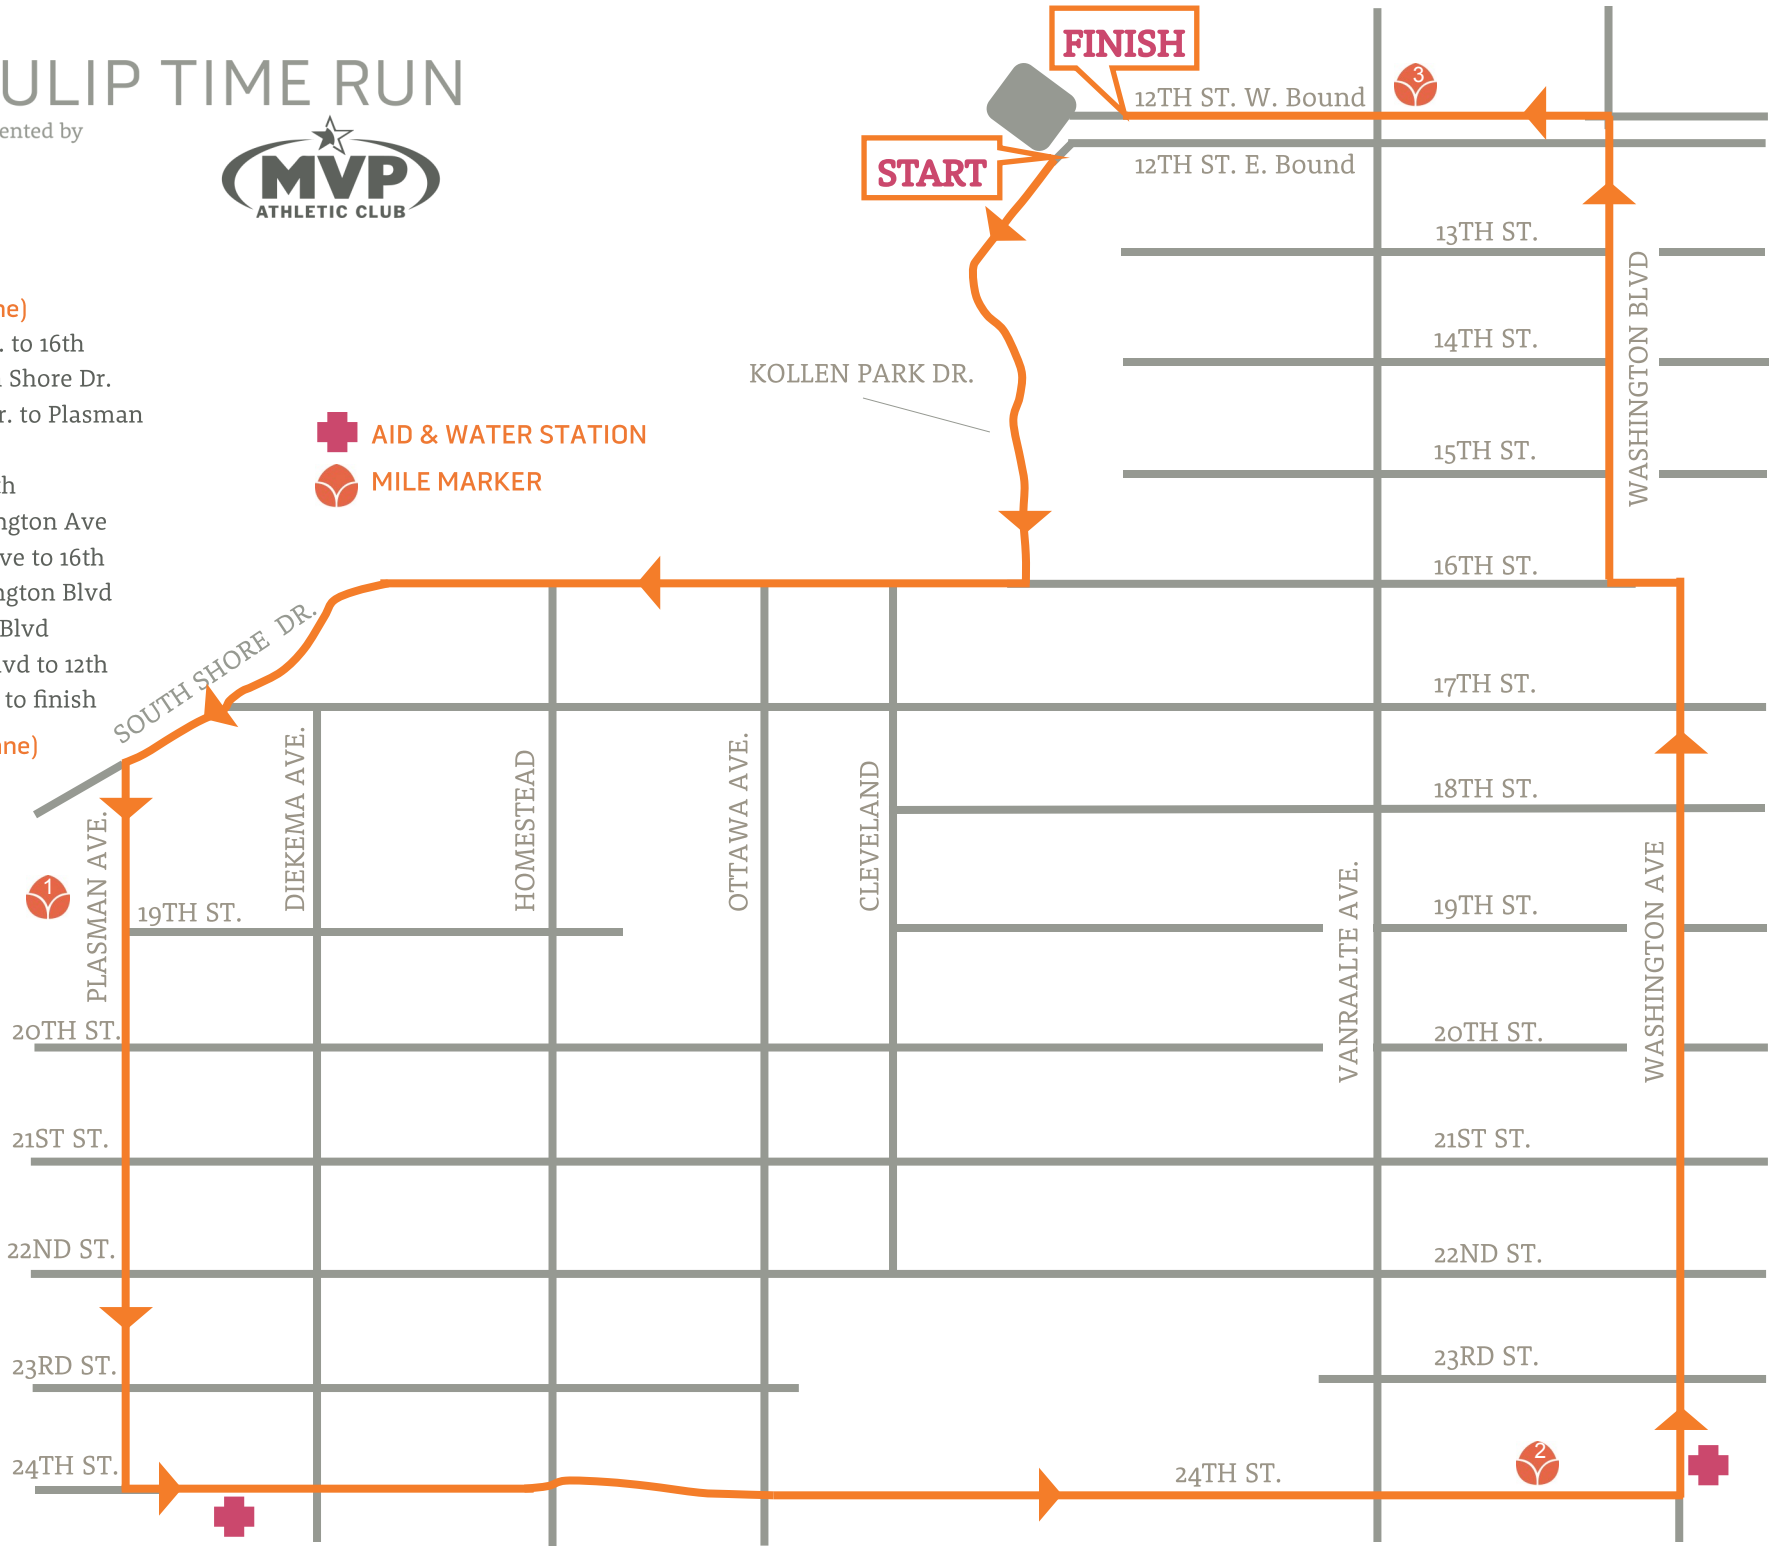 ULIP TIME RUN
ented by
MVP
ATHLETIC CLUB
ne)
. to 16th
Shore Dr.
r. to Plasman
th
ngton Ave
ve to 16th
ngton Blvd
Blvd
vd to 12th
to finish
ne)
AID & WATER STATION
MILE MARKER
FINISH
START
12TH ST. W. Bound
3
12TH ST. E. Bound
13TH ST.
14TH ST.
15TH ST.
16TH ST.
17TH ST.
18TH ST.
19TH ST.
20TH ST.
21ST ST.
22ND ST.
23RD ST.
24TH ST.
WASHINGTON BLVD
WASHINGTON AVE
VANRAALTE AVE.
KOLLEN PARK DR.
SOUTH SHORE DR.
PLASMAN AVE.
DIEKEMA AVE.
HOMESTEAD
OTTAWA AVE.
CLEVELAND
1
19TH ST.
20TH ST.
21ST ST.
22ND ST.
23RD ST.
24TH ST.
2